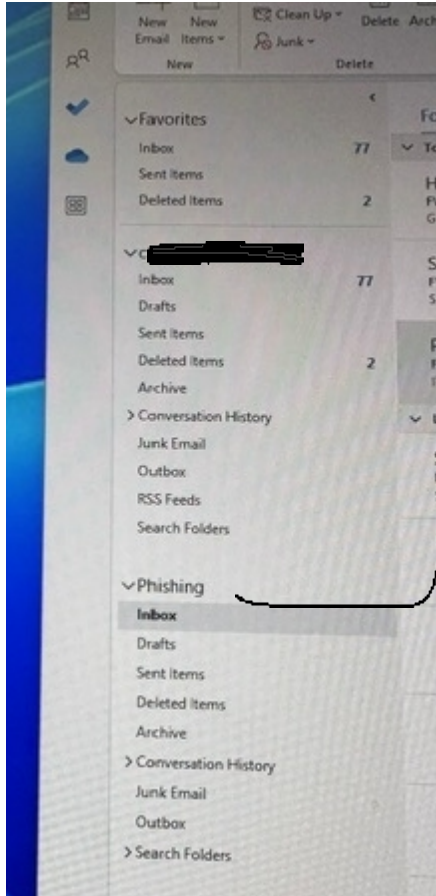 New
Email
New
Items
Clean Up
Junk
Delete
New
Delete
Favorites
Inbox 77
Sent Items
Deleted Items 2
Inbox 77
Drafts
Sent Items
Deleted Items 2
Archive
Conversation History
Junk Email
Outbox
RSS Feeds
Search Folders
Phishing
Inbox
Drafts
Sent Items
Deleted Items
Archive
Conversation History
Junk Email
Outbox
Search Folders